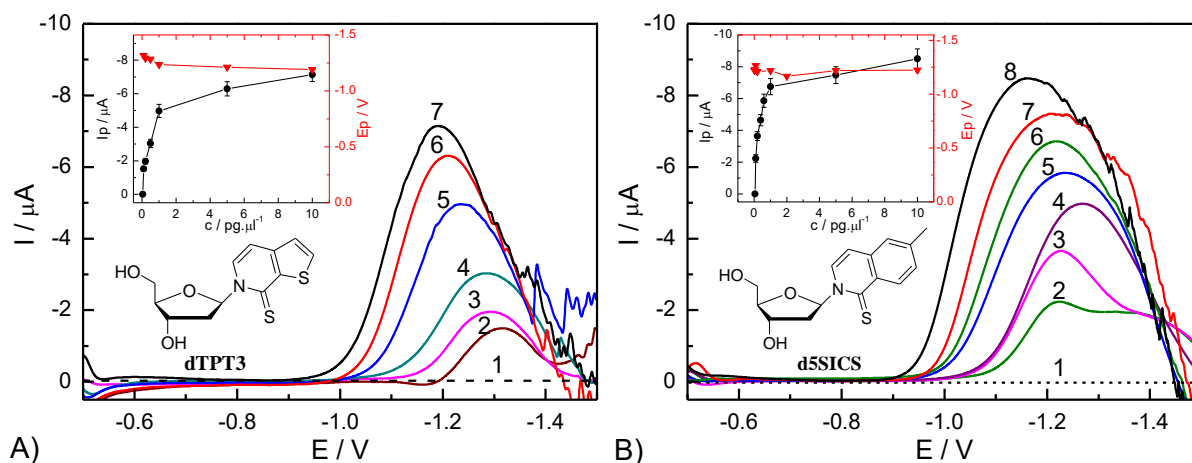 -10
-8
-6
-4
-2
0
I / µA
-0.6 -0.8 -1.0 -1.2 -1.4
E / V
A)
-8
-6
-4
-2
0
Ip / µA
0 2 4 6 8 10
c / pg.µl-1
-1.5
-1.0
-0.5
0.0
Ep / V
7
6
5
4
3
2
1
HO
O
N
S
S
OH
dTPT3
-10
-8
-6
-4
-2
0
I / µA
-0.6 -0.8 -1.0 -1.2 -1.4
E / V
B)
-10
-8
-6
-4
-2
0
Ip / µA
0 2 4 6 8 10
c / pg.µl-1
-1.5
-1.0
-0.5
0.0
Ep / V
8
7
6
5
4
3
2
1
HO
O
N
S
OH
d5SICS